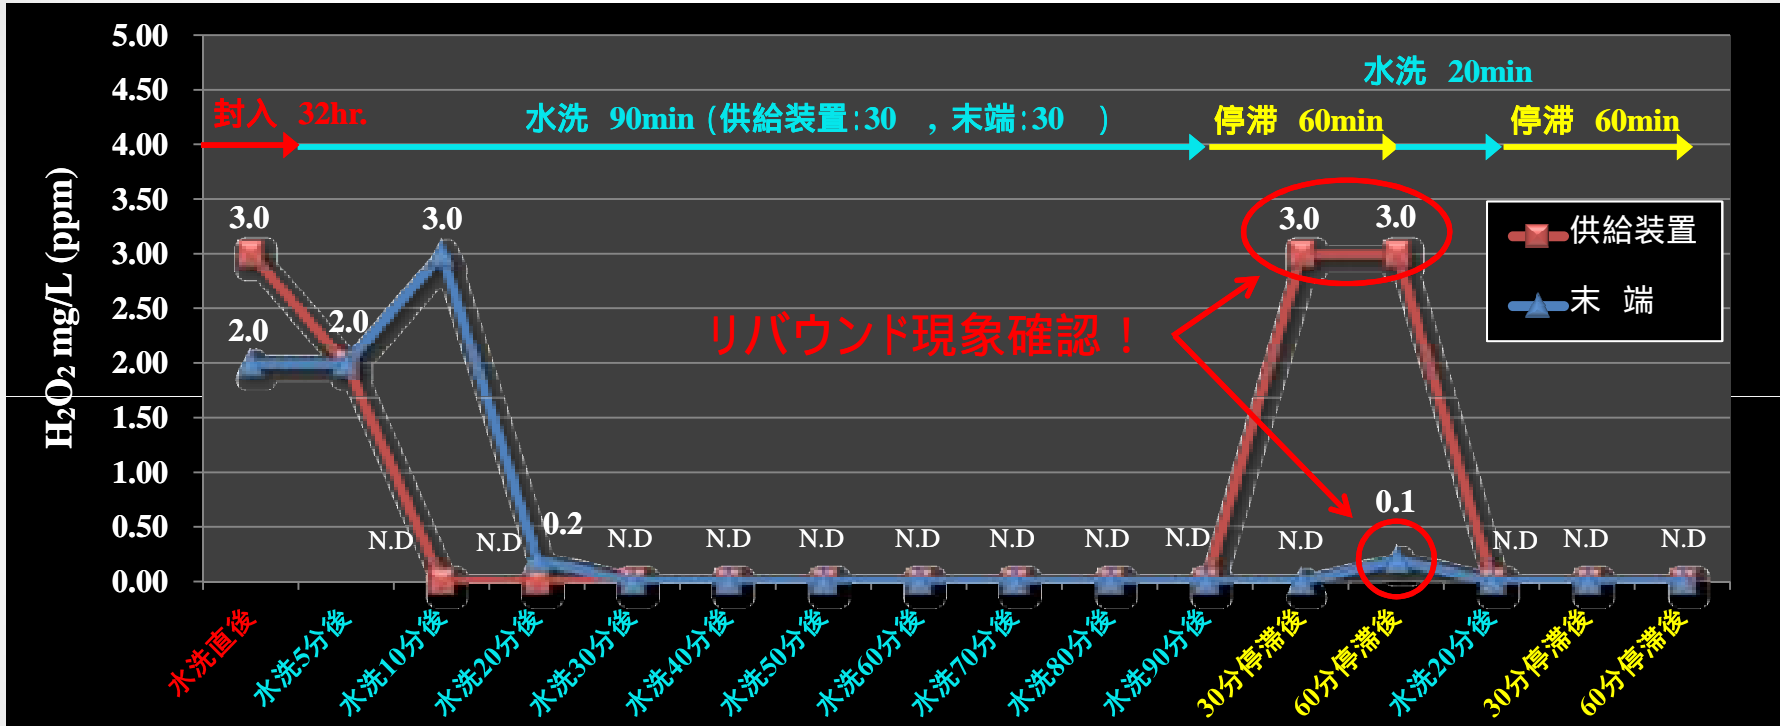 5.00
4.50
4.00
3.50
3.00
2.50
2.00
1.50
1.00
0.50
0.00
H₂O₂ mg/L (ppm)
封入 32hr.
水洗 90min (供給装置:30 , 末端:30 )
停滞 60min
水洗 20min
停滞 60min
3.0
2.0
2.0
3.0
0.2
3.0
3.0
0.1
リバウンド現象確認！
供給装置
末 端
N.D
N.D
N.D
N.D
N.D
N.D
N.D
N.D
N.D
N.D
N.D
N.D
N.D
水洗直後
水洗5分後
水洗10分後
水洗20分後
水洗30分後
水洗40分後
水洗50分後
水洗60分後
水洗70分後
水洗80分後
水洗90分後
30分停滞後
60分停滞後
水洗20分後
30分停滞後
60分停滞後